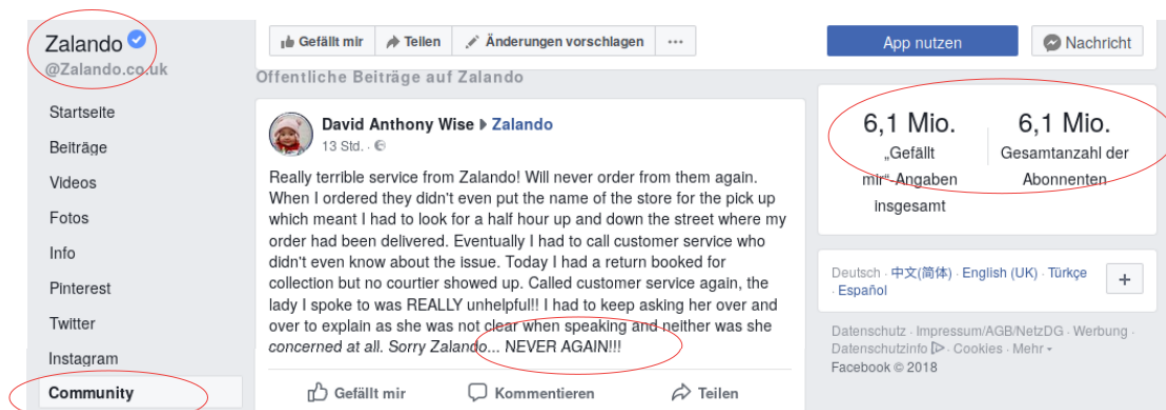 Zalando
@Zalando.co.uk
Startseite
Beiträge
Videos
Fotos
Info
Pinterest
Twitter
Instagram
Community
Gefällt mir Teilen Änderungen vorschlagen ...
Öffentliche Beiträge auf Zalando
David Anthony Wise Zalando
13 Std. ·
Really terrible service from Zalando! Will never order from them again.
When I ordered they didn't even put the name of the store for the pick up
which meant I had to look for a half hour up and down the street where my
order had been delivered. Eventually I had to call customer service who
didn't even know about the issue. Today I had a return booked for
collection but no courtier showed up. Called customer service again, the
lady I spoke to was REALLY unhelpful!! I had to keep asking her over and
over to explain as she was not clear when speaking and neither was she
concerned at all. Sorry Zalando... NEVER AGAIN!!!
Gefällt mir Kommentieren Teilen
App nutzen Nachricht
6,1 Mio. 6,1 Mio.
„Gefällt Gesamtanzahl der
mir“-Angaben Abonnenten
insgesamt
Deutsch · 中文(简体) · English (UK) · Türkçe
· Español
+
Datenschutz · Impressum/AGB/NetzDG · Werbung ·
Datenschutzinfo · Cookies · Mehr
Facebook © 2018